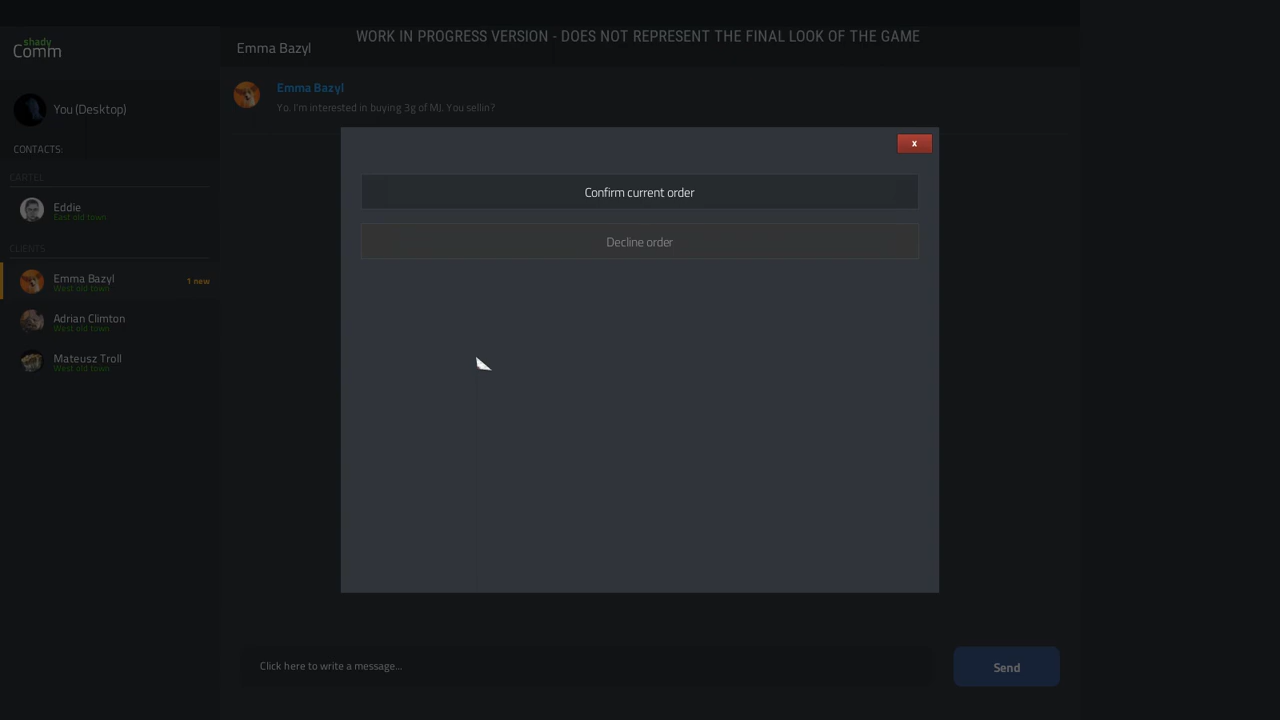 shady
Comm
Emma Bazyl
WORK IN PROGRESS VERSION - DOES NOT REPRESENT THE FINAL LOOK OF THE GAME
You (Desktop)
CONTACTS:
CARTEL
Eddie
East old town
CLIENTS
Emma Bazyl
West old town
1 new
Adrian Climton
West old town
Mateusz Troll
West old town
Emma Bazyl
Yo. I'm interested in buying 3g of MJ. You sellin?
x
Confirm current order
Decline order
Click here to write a message...
Send